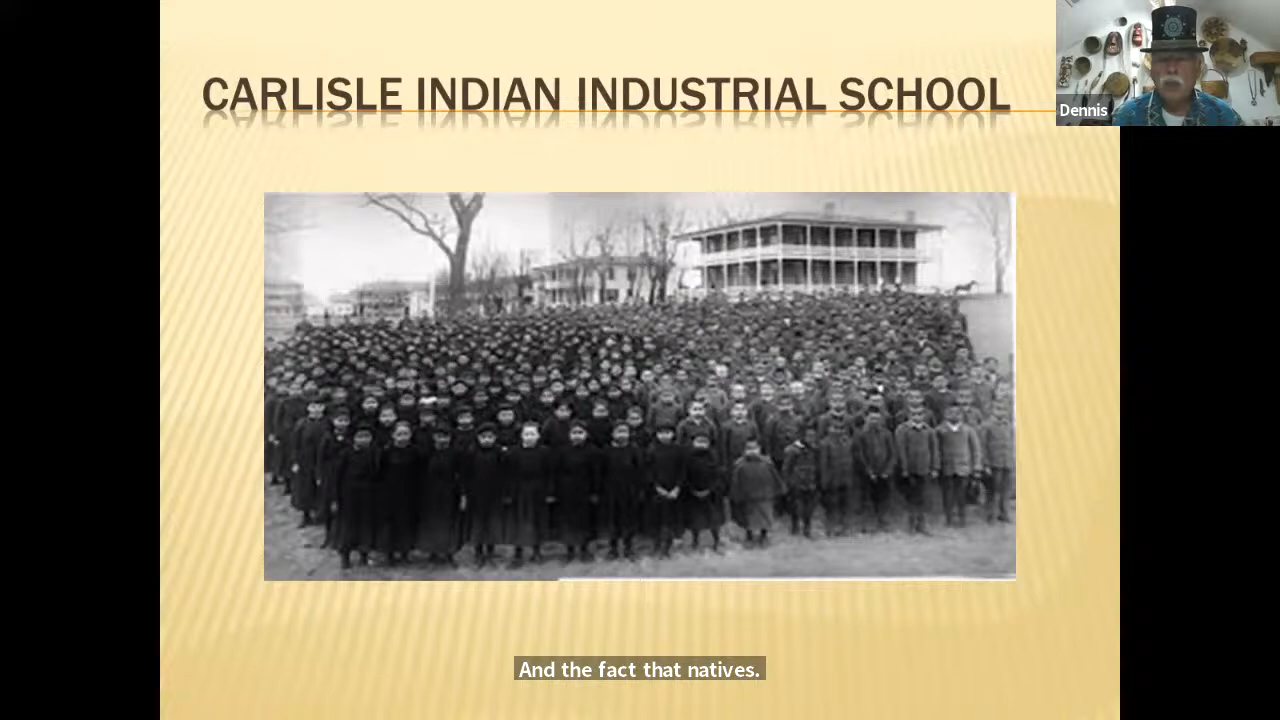 CARLISLE INDIAN INDUSTRIAL SCHOOL
Dennis
And the fact that natives.